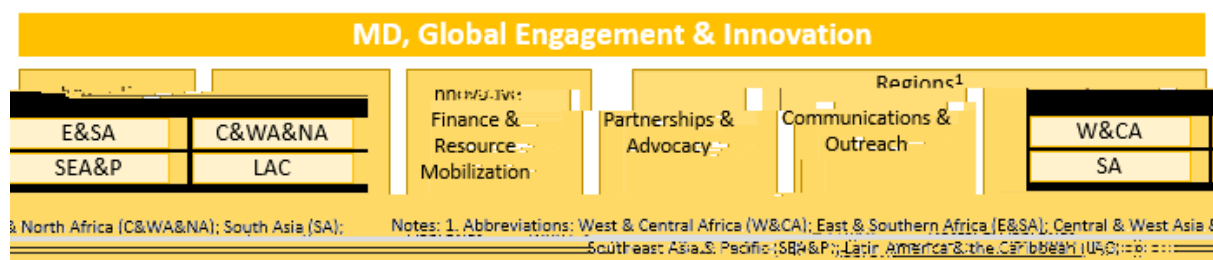 MD, Global Engagement & Innovation
Regions¹
Innovative
Finance &
Resource
Mobilization
Partnerships &
Advocacy
Communications &
Outreach
E&SA
C&WA&NA
W&CA
SEA&P
LAC
SA
& North Africa (C&WA&NA); South Asia (SA);
Notes: 1. Abbreviations: West & Central Africa (W&CA); East & Southern Africa (E&SA); Central & West Asia &
Southeast Asia & Pacific (SEA&P); Latin America & the Caribbean (LAC)